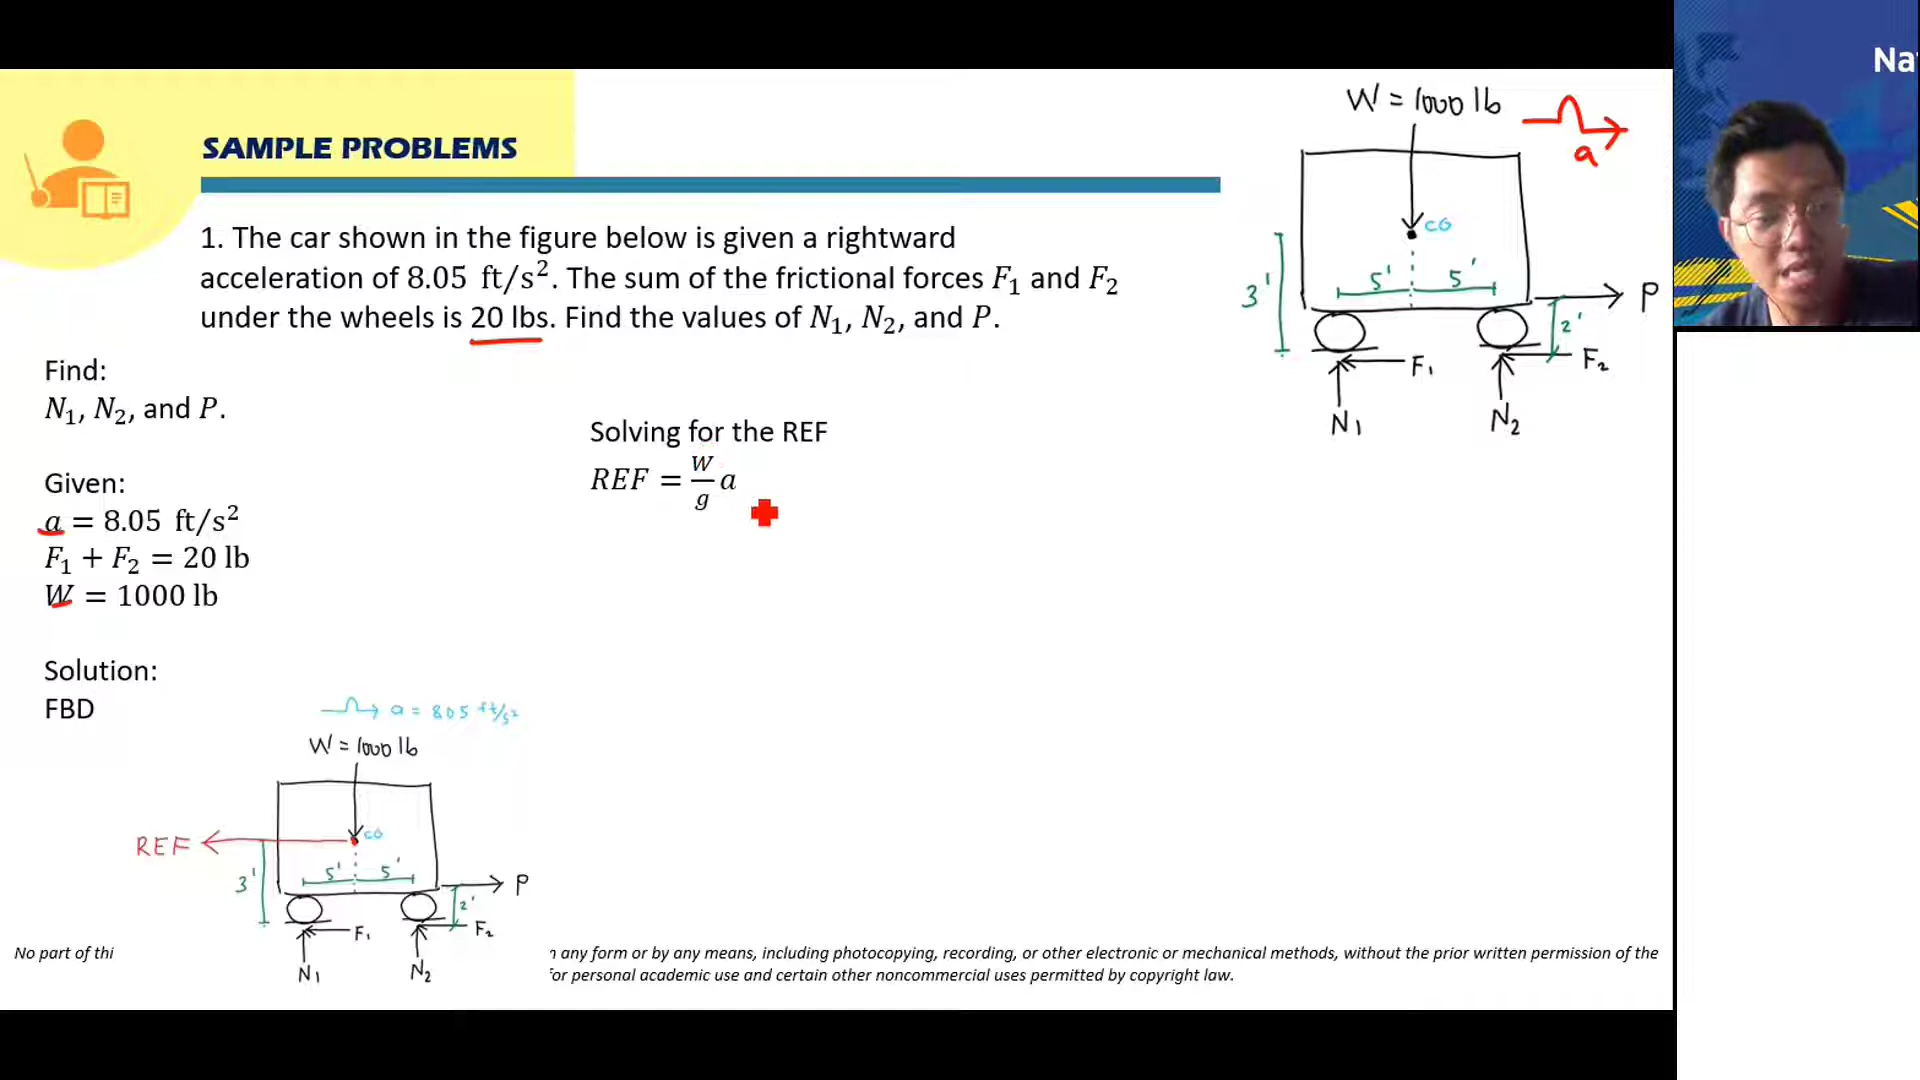 Na
SAMPLE PROBLEMS
1. The car shown in the figure below is given a rightward
acceleration of 8.05 ft/s². The sum of the frictional forces F₁ and F₂
under the wheels is 20 lbs. Find the values of N₁, N₂, and P.
W = 1000 lb
a
CG
5' 5'
3'
P
2'
F₁
F₂
N₁
N₂
Find:
N₁, N₂, and P.
Given:
a = 8.05 ft/s²
F₁ + F₂ = 20 lb
W = 1000 lb
Solution:
FBD
Solving for the REF
REF = W/g a
a = 8.05 ft/s²
W = 1000 lb
CG
REF
5' 5'
3'
P
2'
F₁
F₂
N₁
N₂
No part of thi
n any form or by any means, including photocopying, recording, or other electronic or mechanical methods, without the prior written permission of the
for personal academic use and certain other noncommercial uses permitted by copyright law.